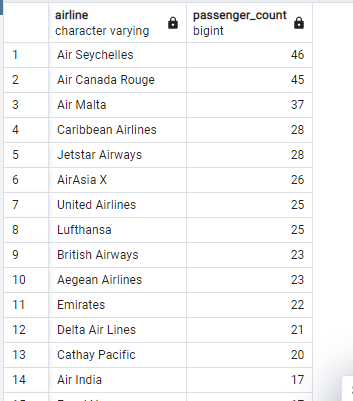 airline passenger_count
character varying bigint
1 Air Seychelles 46
2 Air Canada Rouge 45
3 Air Malta 37
4 Caribbean Airlines 28
5 Jetstar Airways 28
6 AirAsia X 26
7 United Airlines 25
8 Lufthansa 25
9 British Airways 23
10 Aegean Airlines 23
11 Emirates 22
12 Delta Air Lines 21
13 Cathay Pacific 20
14 Air India 17